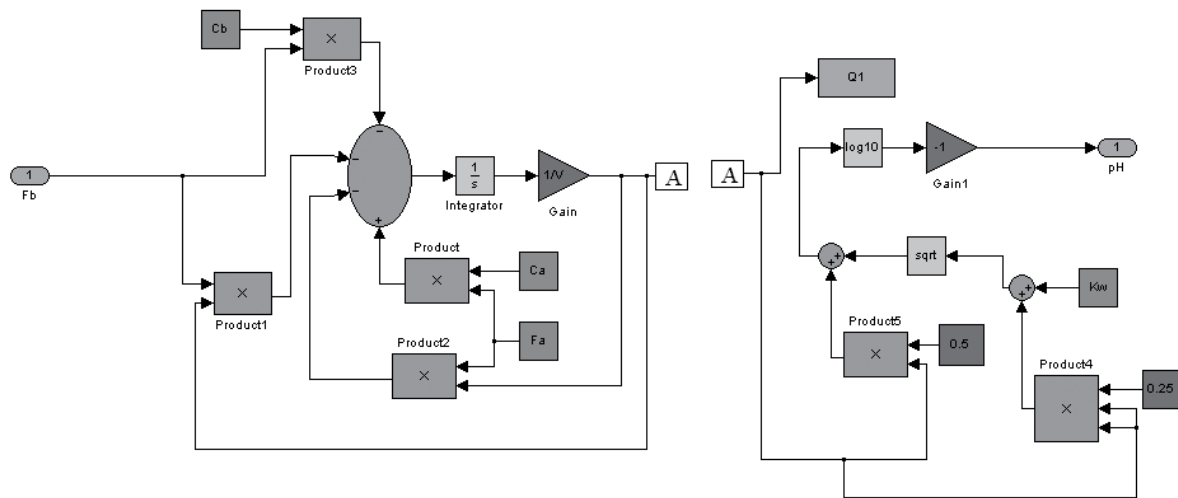 Cb
×
Product3
1
Fb
−
−
−
+
1
s
Integrator
1/V
Gain
A
Product
×
Ca
×
Product1
Fa
Product2
×
A
Q1
log10
-1
Gain1
1
pH
+
+
sqrt
+
+
Kw
Product5
×
0.5
Product4
×
0.25